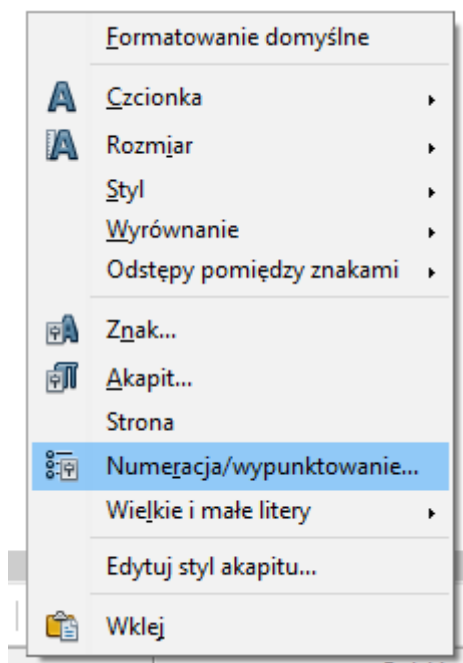 Formatowanie domyślne
Czcionka
Rozmiar
Styl
Wyrównanie
Odstępy pomiędzy znakami
Znak...
Akapit...
Strona
Numeracja/wypunktowanie...
Wielkie i małe litery
Edytuj styl akapitu...
Wklej